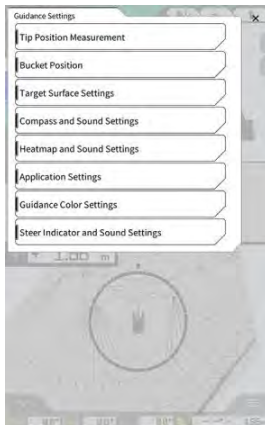 Guidance Settings
Tip Position Measurement
Bucket Position
Target Surface Settings
Compass and Sound Settings
Heatmap and Sound Settings
Application Settings
Guidance Color Settings
Steer Indicator and Sound Settings
1.00 m